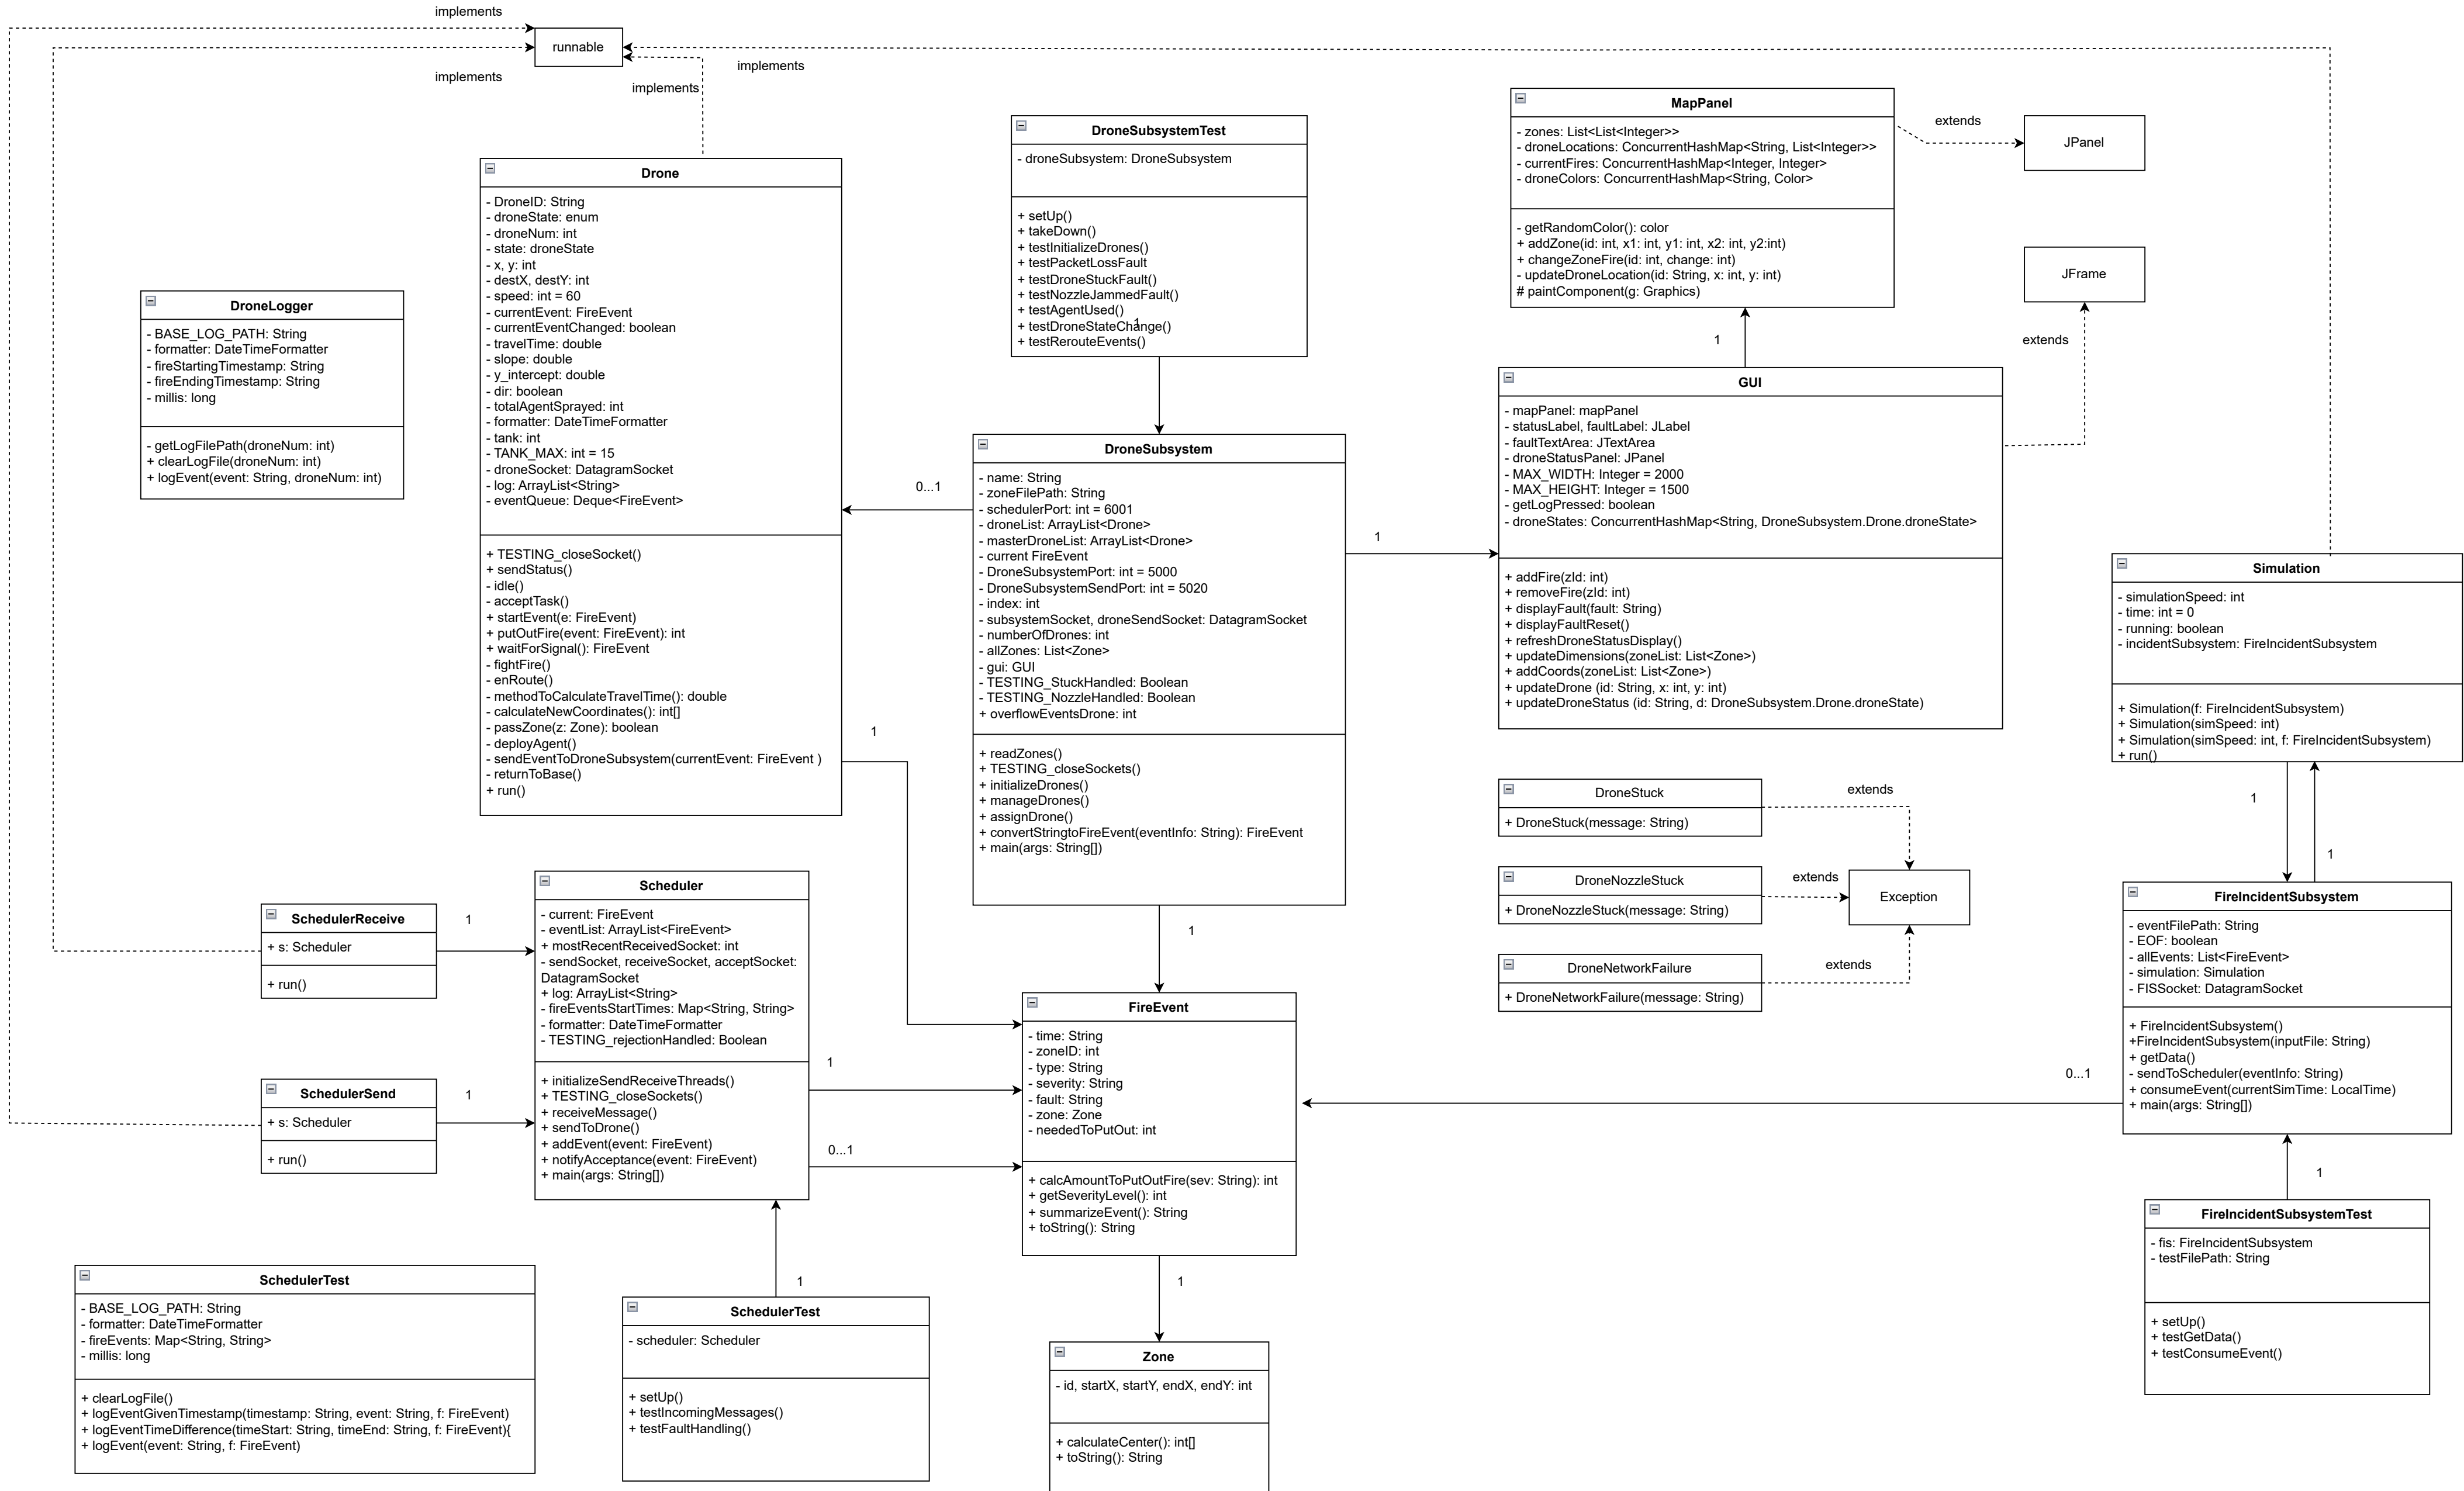 implements
runnable
implements
implements
implements
MapPanel
- zones: List<List<Integer>>
- droneLocations: ConcurrentHashMap<String, List<Integer>>
- currentFires: ConcurrentHashMap<Integer, Integer>
- droneColors: ConcurrentHashMap<String, Color>
- getRandomColor(): color
+ addZone(id: int, x1: int, y1: int, x2: int, y2:int)
+ changeZoneFire(id: int, change: int)
- updateDroneLocation(id: String, x: int, y: int)
# paintComponent(g: Graphics)
extends
JPanel
JFrame
extends
1
DroneSubsystemTest
- droneSubsystem: DroneSubsystem
+ setUp()
+ takeDown()
+ testInitializeDrones()
+ testPacketLossFault
+ testDroneStuckFault()
+ testNozzleJammedFault()
+ testAgentUsed()
1
+ testDroneStateChange()
+ testRerouteEvents()
Drone
- DroneID: String
- droneState: enum
- droneNum: int
- state: droneState
- x, y: int
- destX, destY: int
- speed: int = 60
- currentEvent: FireEvent
- currentEventChanged: boolean
- travelTime: double
- slope: double
- y_intercept: double
- dir: boolean
- totalAgentSprayed: int
- formatter: DateTimeFormatter
- tank: int
- TANK_MAX: int = 15
- droneSocket: DatagramSocket
- log: ArrayList<String>
- eventQueue: Deque<FireEvent>
+ TESTING_closeSocket()
+ sendStatus()
- idle()
- acceptTask()
+ startEvent(e: FireEvent)
+ putOutFire(event: FireEvent): int
+ waitForSignal(): FireEvent
- fightFire()
- enRoute()
- methodToCalculateTravelTime(): double
- calculateNewCoordinates(): int[]
- passZone(z: Zone): boolean
- deployAgent()
- sendEventToDroneSubsystem(currentEvent: FireEvent )
- returnToBase()
+ run()
DroneLogger
- BASE_LOG_PATH: String
- formatter: DateTimeFormatter
- fireStartingTimestamp: String
- fireEndingTimestamp: String
- millis: long
- getLogFilePath(droneNum: int)
+ clearLogFile(droneNum: int)
+ logEvent(event: String, droneNum: int)
0...1
DroneSubsystem
- name: String
- zoneFilePath: String
- schedulerPort: int = 6001
- droneList: ArrayList<Drone>
- masterDroneList: ArrayList<Drone>
- current FireEvent
- DroneSubsystemPort: int = 5000
- DroneSubsystemSendPort: int = 5020
- index: int
- subsystemSocket, droneSendSocket: DatagramSocket
- numberOfDrones: int
- allZones: List<Zone>
- gui: GUI
- TESTING_StuckHandled: Boolean
- TESTING_NozzleHandled: Boolean
+ overflowEventsDrone: int
+ readZones()
+ TESTING_closeSockets()
+ initializeDrones()
+ manageDrones()
+ assignDrone()
+ convertStringtoFireEvent(eventInfo: String): FireEvent
+ main(args: String[])
1
1
GUI
- mapPanel: mapPanel
- statusLabel, faultLabel: JLabel
- faultTextArea: JTextArea
- droneStatusPanel: JPanel
- MAX_WIDTH: Integer = 2000
- MAX_HEIGHT: Integer = 1500
- getLogPressed: boolean
- droneStates: ConcurrentHashMap<String, DroneSubsystem.Drone.droneState>
+ addFire(zId: int)
+ removeFire(zId: int)
+ displayFault(fault: String)
+ displayFaultReset()
+ refreshDroneStatusDisplay()
+ updateDimensions(zoneList: List<Zone>)
+ addCoords(zoneList: List<Zone>)
+ updateDrone (id: String, x: int, y: int)
+ updateDroneStatus (id: String, d: DroneSubsystem.Drone.droneState)
Simulation
- simulationSpeed: int
- time: int = 0
- running: boolean
- incidentSubsystem: FireIncidentSubsystem
+ Simulation(f: FireIncidentSubsystem)
+ Simulation(simSpeed: int)
+ Simulation(simSpeed: int, f: FireIncidentSubsystem)
+ run()
1
1
DroneStuck
+ DroneStuck(message: String)
extends
DroneNozzleStuck
+ DroneNozzleStuck(message: String)
extends
Exception
DroneNetworkFailure
+ DroneNetworkFailure(message: String)
extends
SchedulerReceive
+ s: Scheduler
+ run()
1
Scheduler
- current: FireEvent
- eventList: ArrayList<FireEvent>
+ mostRecentReceivedSocket: int
- sendSocket, receiveSocket, acceptSocket:
DatagramSocket
+ log: ArrayList<String>
- fireEventsStartTimes: Map<String, String>
- formatter: DateTimeFormatter
- TESTING_rejectionHandled: Boolean
+ initializeSendReceiveThreads()
+ TESTING_closeSockets()
+ receiveMessage()
+ sendToDrone()
+ addEvent(event: FireEvent)
+ notifyAcceptance(event: FireEvent)
+ main(args: String[])
SchedulerSend
+ s: Scheduler
+ run()
1
1
0...1
1
FireEvent
- time: String
- zoneID: int
- type: String
- severity: String
- fault: String
- zone: Zone
- neededToPutOut: int
+ calcAmountToPutOutFire(sev: String): int
+ getSeverityLevel(): int
+ summarizeEvent(): String
+ toString(): String
FireIncidentSubsystem
- eventFilePath: String
- EOF: boolean
- allEvents: List<FireEvent>
- simulation: Simulation
- FISSocket: DatagramSocket
+ FireIncidentSubsystem()
+FireIncidentSubsystem(inputFile: String)
+ getData()
- sendToScheduler(eventInfo: String)
+ consumeEvent(currentSimTime: LocalTime)
+ main(args: String[])
0...1
1
FireIncidentSubsystemTest
- fis: FireIncidentSubsystem
- testFilePath: String
+ setUp()
+ testGetData()
+ testConsumeEvent()
SchedulerTest
- BASE_LOG_PATH: String
- formatter: DateTimeFormatter
- fireEvents: Map<String, String>
- millis: long
+ clearLogFile()
+ logEventGivenTimestamp(timestamp: String, event: String, f: FireEvent)
+ logEventTimeDifference(timeStart: String, timeEnd: String, f: FireEvent){
+ logEvent(event: String, f: FireEvent)
1
SchedulerTest
- scheduler: Scheduler
+ setUp()
+ testIncomingMessages()
+ testFaultHandling()
1
Zone
- id, startX, startY, endX, endY: int
+ calculateCenter(): int[]
+ toString(): String